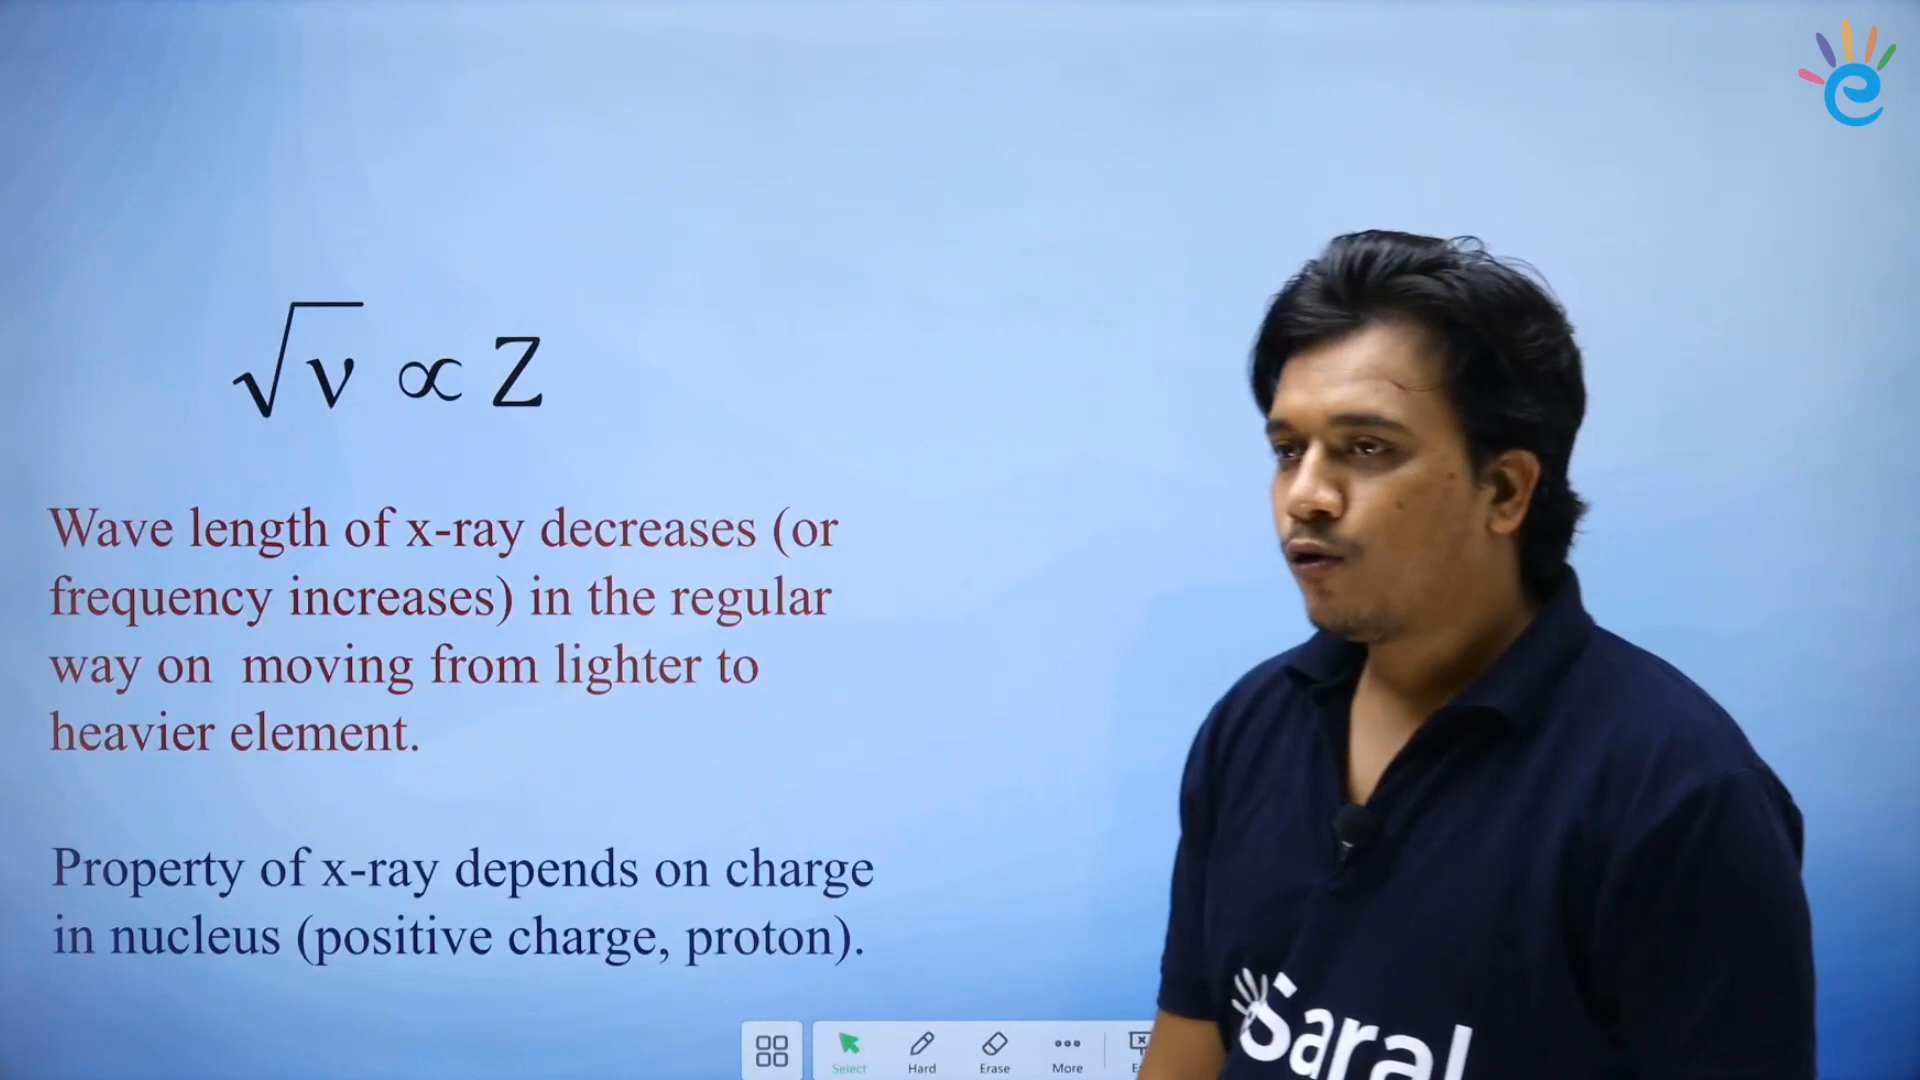 √ν ∝ Z
Wave length of x-ray decreases (or
frequency increases) in the regular
way on moving from lighter to
heavier element.
Property of x-ray depends on charge
in nucleus (positive charge, proton).
Select Hard Erase More
Saral